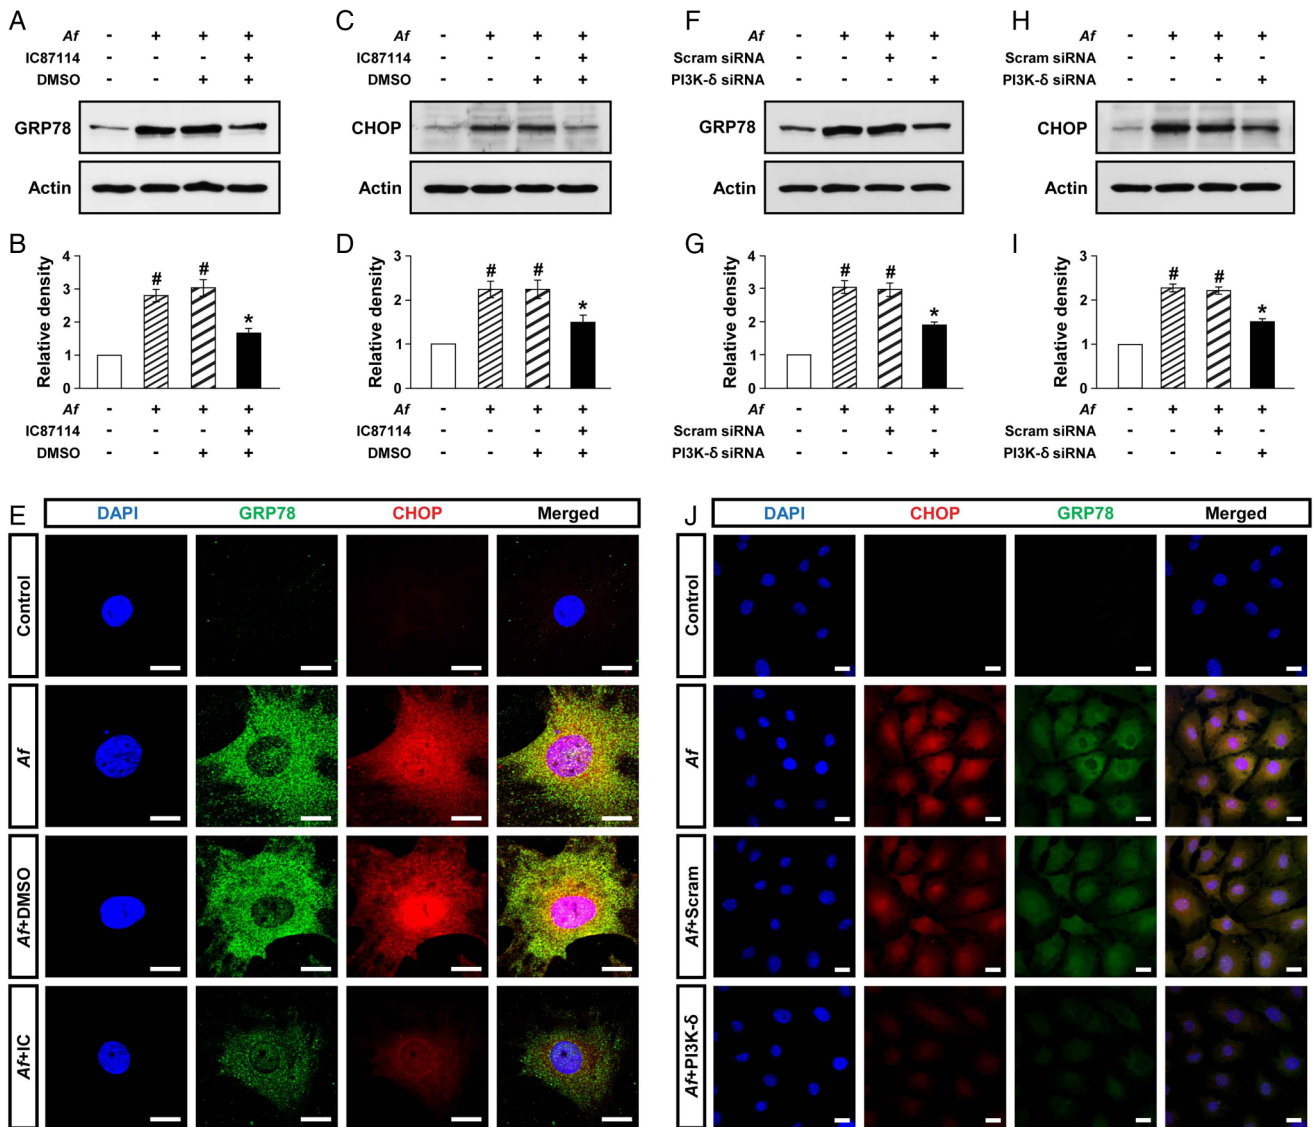 A
Af - + + +
IC87114 - - - +
DMSO - - + +
GRP78
Actin
B
Relative density
4
3
2
1
0
# # *
Af - + + +
IC87114 - - - +
DMSO - - + +
C
Af - + + +
IC87114 - - - +
DMSO - - + +
CHOP
Actin
D
Relative density
3
2
1
0
# # *
Af - + + +
IC87114 - - - +
DMSO - - + +
F
Af - + + +
Scram siRNA - - + -
PI3K-δ siRNA - - - +
GRP78
Actin
G
Relative density
4
3
2
1
0
# # *
Af - + + +
Scram siRNA - - + -
PI3K-δ siRNA - - - +
H
Af - + + +
Scram siRNA - - + -
PI3K-δ siRNA - - - +
CHOP
Actin
I
Relative density
3
2
1
0
# # *
Af - + + +
Scram siRNA - - + -
PI3K-δ siRNA - - - +
E
DAPI GRP78 CHOP Merged
Control
Af
Af+DMSO
Af+IC
J
DAPI CHOP GRP78 Merged
Control
Af
Af+Scram
Af+PI3K-δ